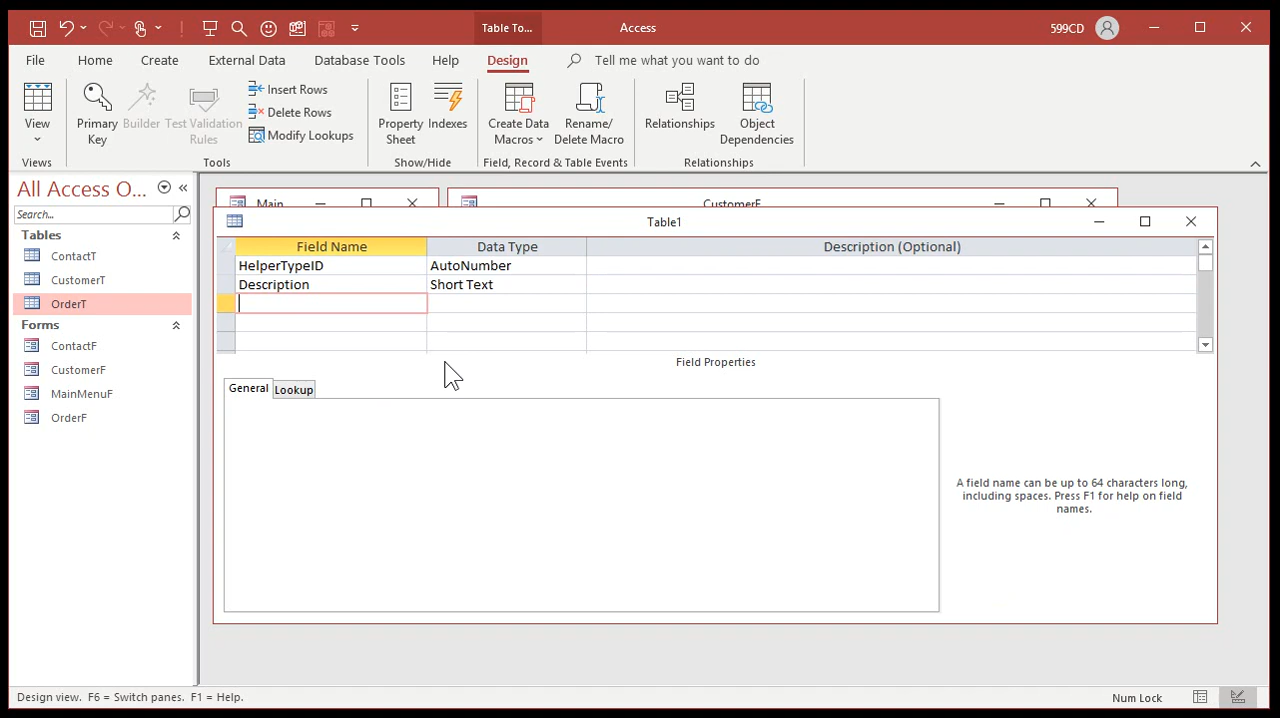 Table To...
Access
599CD
File
Home
Create
External Data
Database Tools
Help
Design
Tell me what you want to do
View
Primary Key
Builder
Test Validation Rules
Insert Rows
Delete Rows
Modify Lookups
Property Sheet
Indexes
Create Data Macros
Rename/ Delete Macro
Relationships
Object Dependencies
Views
Tools
Show/Hide
Field, Record & Table Events
Relationships
All Access O...
Search...
Tables
ContactT
CustomerT
OrderT
Forms
ContactF
CustomerF
MainMenuF
OrderF
Main
CustomerF
Table1
Field Name
Data Type
Description (Optional)
HelperTypeID
AutoNumber
Description
Short Text
Field Properties
General
Lookup
A field name can be up to 64 characters long,
including spaces. Press F1 for help on field
names.
Design view. F6 = Switch panes. F1 = Help.
Num Lock